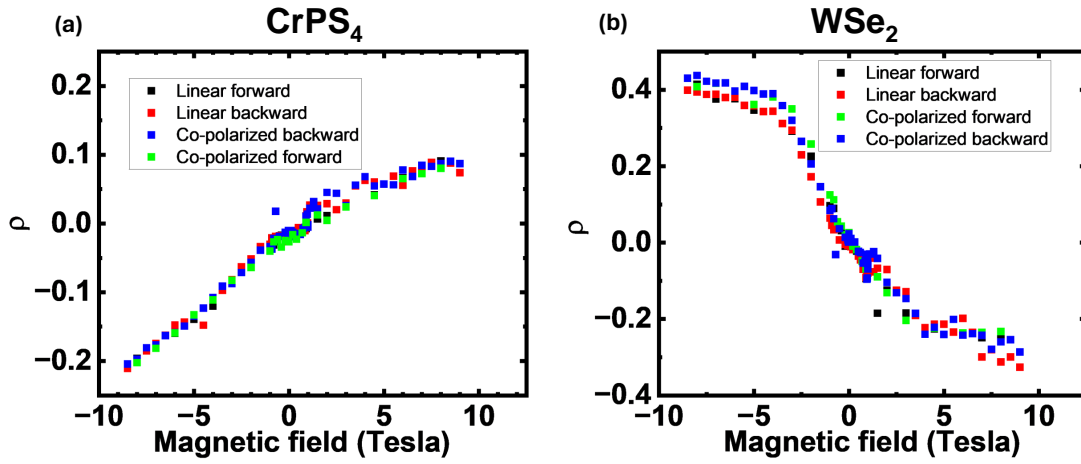 (a) CrPS₄
0.2
0.1
0.0
−0.1
−0.2
ρ
Linear forward
Linear backward
Co-polarized backward
Co-polarized forward
−10 −5 0 5 10
Magnetic field (Tesla)
(b) WSe₂
0.4
0.2
0.0
−0.2
−0.4
ρ
Linear forward
Linear backward
Co-polarized forward
Co-polarized backward
−10 −5 0 5 10
Magnetic field (Tesla)